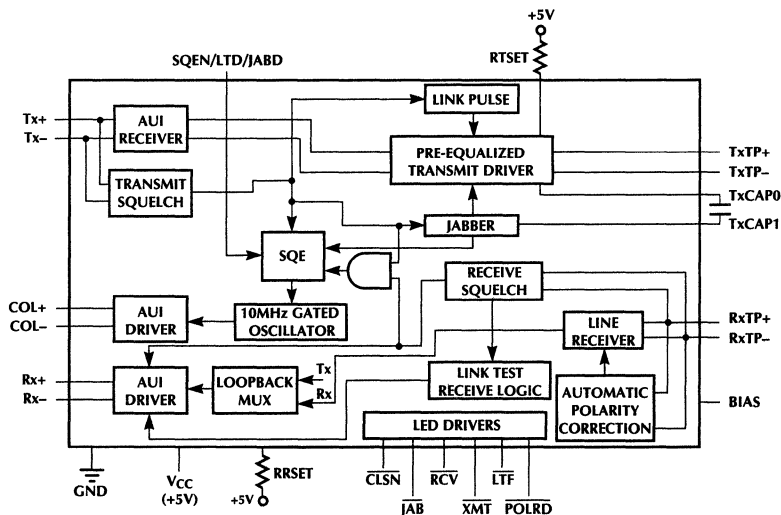 +5V
RTSET
SQEN/LTD/JABD
LINK PULSE
Tx+
Tx–
AUI
RECEIVER
PRE-EQUALIZED
TRANSMIT DRIVER
TxTP+
TxTP–
TRANSMIT
SQUELCH
TxCAP0
JABBER
TxCAP1
SQE
RECEIVE
SQUELCH
COL+
COL–
AUI
DRIVER
10MHz GATED
OSCILLATOR
LINE
RECEIVER
RxTP+
RxTP–
Rx+
Rx–
AUI
DRIVER
LOOPBACK
MUX
Tx
Rx
LINK TEST
RECEIVE LOGIC
AUTOMATIC
POLARITY
CORRECTION
BIAS
LED DRIVERS
GND
VCC
(+5V)
RRSET
+5V
CLSN
JAB
RCV
XMT
LTF
POLRD